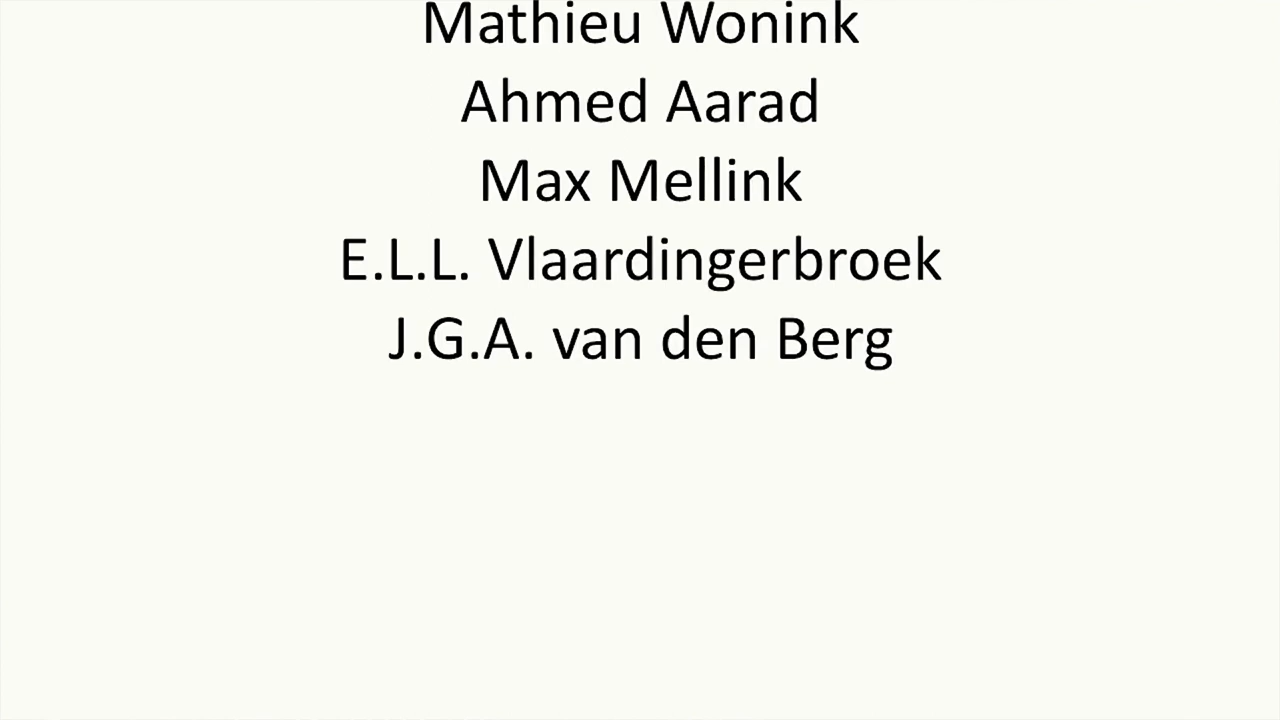 Mathieu Wonink
Ahmed Aarad
Max Mellink
E.L.L. Vlaardingerbroek
J.G.A. van den Berg